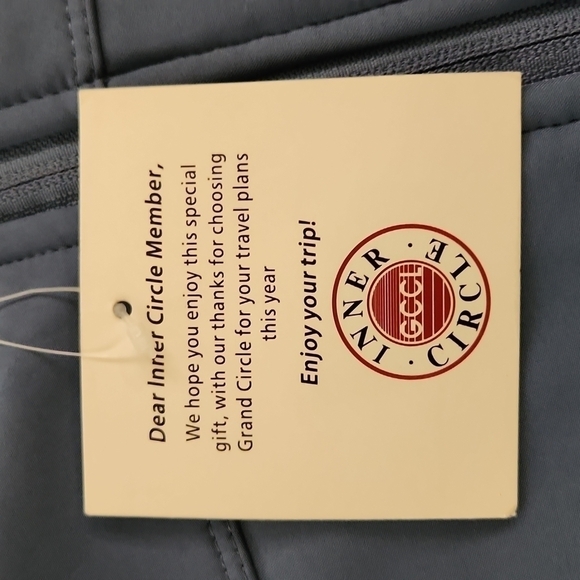 Dear Inner Circle Member,
We hope you enjoy this special
gift, with our thanks for choosing
Grand Circle for your travel plans
this year
Enjoy your trip!
INNER · CIRCLE ·
GCCL